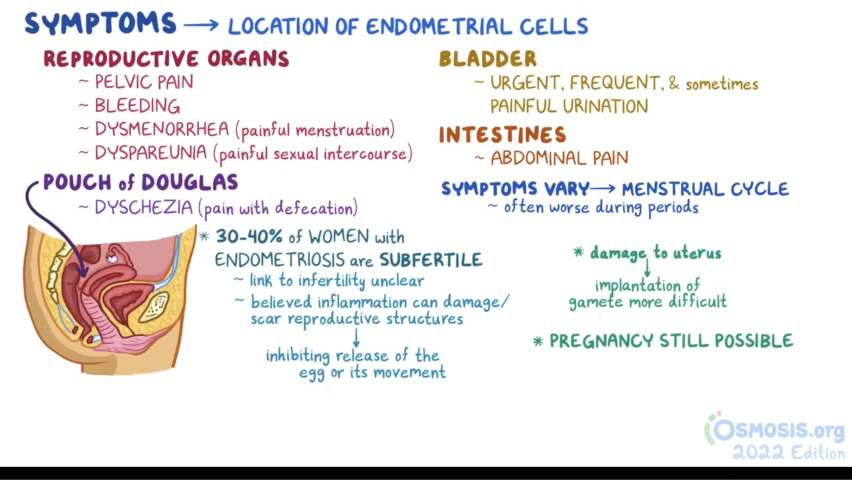 SYMPTOMS → LOCATION OF ENDOMETRIAL CELLS
REPRODUCTIVE ORGANS
~ PELVIC PAIN
~ BLEEDING
~ DYSMENORRHEA (painful menstruation)
~ DYSPAREUNIA (painful sexual intercourse)
POUCH of DOUGLAS
~ DYSCHEZIA (pain with defecation)
* 30-40% of WOMEN with
ENDOMETRIOSIS are SUBFERTILE
~ link to infertility unclear
~ believed inflammation can damage/
scar reproductive structures
↓
inhibiting release of the
egg or its movement
BLADDER
~ URGENT, FREQUENT, & sometimes
PAINFUL URINATION
INTESTINES
~ ABDOMINAL PAIN
SYMPTOMS VARY → MENSTRUAL CYCLE
~ often worse during periods
* damage to uterus
↓
implantation of
gamete more difficult
* PREGNANCY STILL POSSIBLE
OSMOSIS.org
2022 Edition